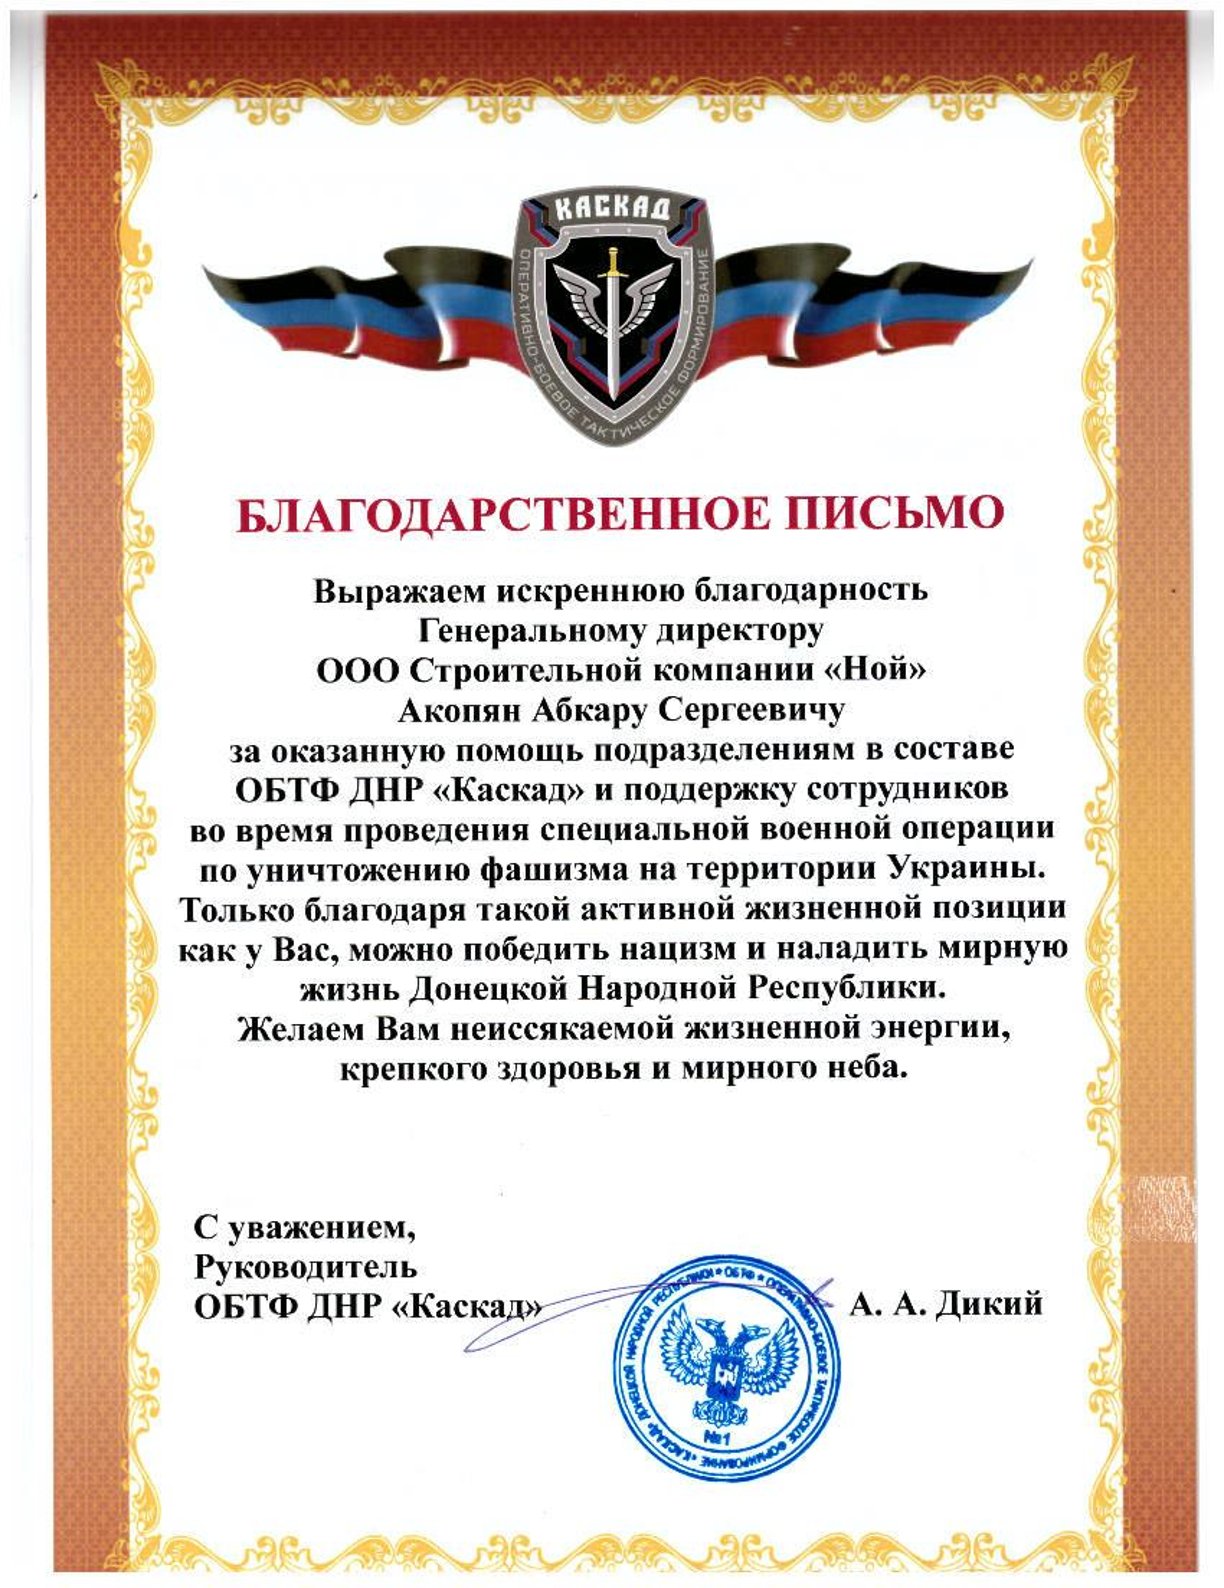 КАСКАД
ОПЕРАТИВНО-БОЕВОЕ ТАКТИЧЕСКОЕ ФОРМИРОВАНИЕ
БЛАГОДАРСТВЕННОЕ ПИСЬМО
Выражаем искреннюю благодарность
Генеральному директору
ООО Строительной компании «Ной»
Акопян Абкару Сергеевичу
за оказанную помощь подразделениям в составе
ОБТФ ДНР «Каскад» и поддержку сотрудников
во время проведения специальной военной операции
по уничтожению фашизма на территории Украины.
Только благодаря такой активной жизненной позиции
как у Вас, можно победить нацизм и наладить мирную
жизнь Донецкой Народной Республики.
Желаем Вам неиссякаемой жизненной энергии,
крепкого здоровья и мирного неба.
С уважением,
Руководитель
ОБТФ ДНР «Каскад»
А. А. Дикий
ДОНЕЦКОЙ НАРОДНОЙ РЕСПУБЛИКИ * ОБТФ * ОПЕРАТИВНО-БОЕВОЕ ТАКТИЧЕСКОЕ ФОРМИРОВАНИЕ «КАСКАД»
№1